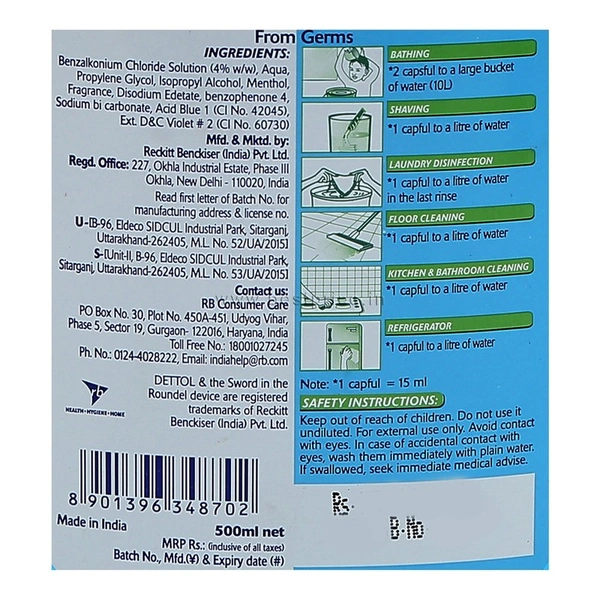 From Germs
INGREDIENTS:
Benzalkonium Chloride Solution (4% w/w), Aqua,
Propylene Glycol, Isopropyl Alcohol, Menthol,
Fragrance, Disodium Edetate, benzophenone 4,
Sodium bi carbonate, Acid Blue 1 (CI No. 42045),
Ext. D&C Violet # 2 (CI No. 60730)
Mfd. & Mktd. by:
Reckitt Benckiser (India) Pvt. Ltd.
Regd. Office: 227, Okhla Industrial Estate, Phase III
Okhla, New Delhi - 110020, India
Read first letter of Batch No. for
manufacturing address & license no.
U-[B-96, Eldeco SIDCUL Industrial Park, Sitarganj,
Uttarakhand-262405, M.L. No. 52/UA/2015]
S-[Unit-II, B-96, Eldeco SIDCUL Industrial Park,
Sitarganj, Uttarakhand-262405, M.L. No. 53/UA/2015]
Contact us:
RB Consumer Care
PO Box No. 30, Plot No. 450A-451, Udyog Vihar,
Phase 5, Sector 19, Gurgaon- 122016, Haryana, India
Toll Free No.: 18001027245
Ph. No.: 0124-4028222, Email: indiahelp@rb.com
rb
HEALTH • HYGIENE • HOME
DETTOL & the Sword in the
Roundel device are registered
trademarks of Reckitt
Benckiser (India) Pvt. Ltd.
8 901396 348702
Made in India
500ml net
MRP Rs.: (inclusive of all taxes)
Batch No., Mfd.(¥) & Expiry date (#)
BATHING
*2 capsful to a large bucket
of water (10L)
SHAVING
*1 capful to a litre of water
LAUNDRY DISINFECTION
*1 capful to a litre of water
in the last rinse
FLOOR CLEANING
*1 capful to a litre of water
KITCHEN & BATHROOM CLEANING
*1 capful to a litre of water
REFRIGERATOR
*1 capful to a litre of water
Note: *1 capful = 15 ml
SAFETY INSTRUCTIONS:
Keep out of reach of children. Do not use it
undiluted. For external use only. Avoid contact
with eyes. In case of accidental contact with
eyes, wash them immediately with plain water.
If swallowed, seek immediate medical advise.
Rs.
B.No